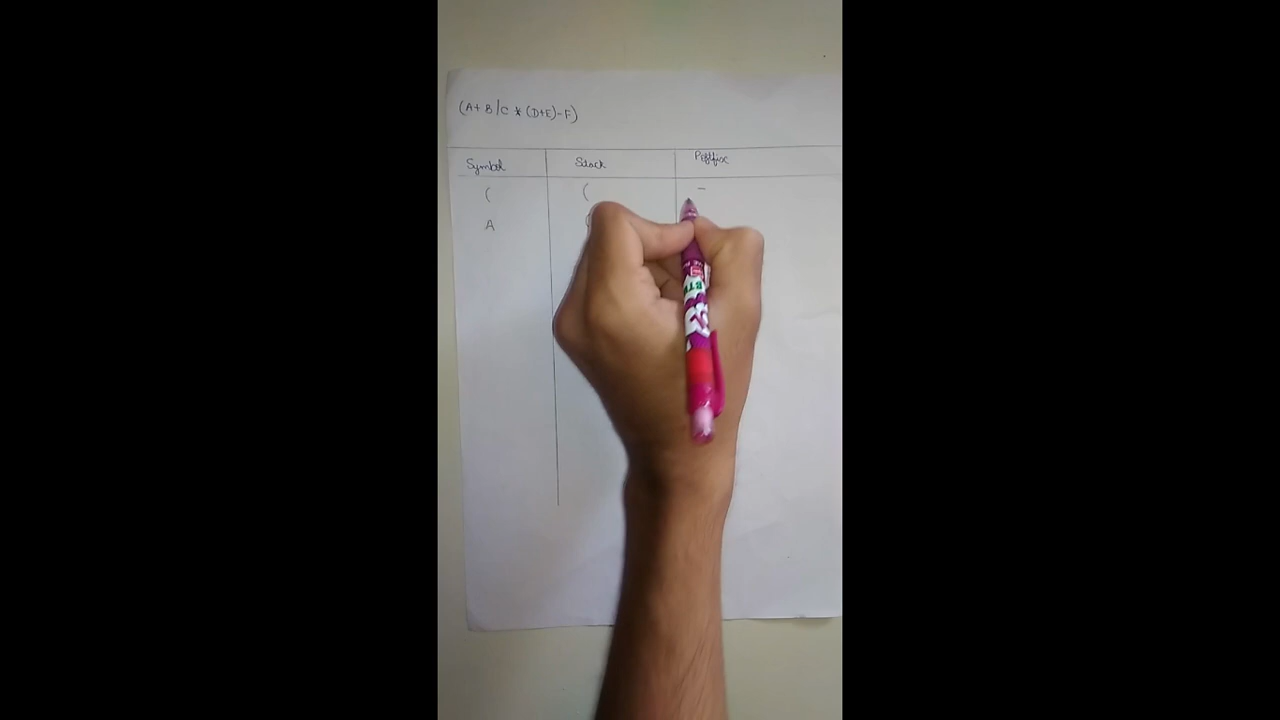 (A+B/C*(D+E)-F)
Symbol Stack Postfix
( ( -
A (